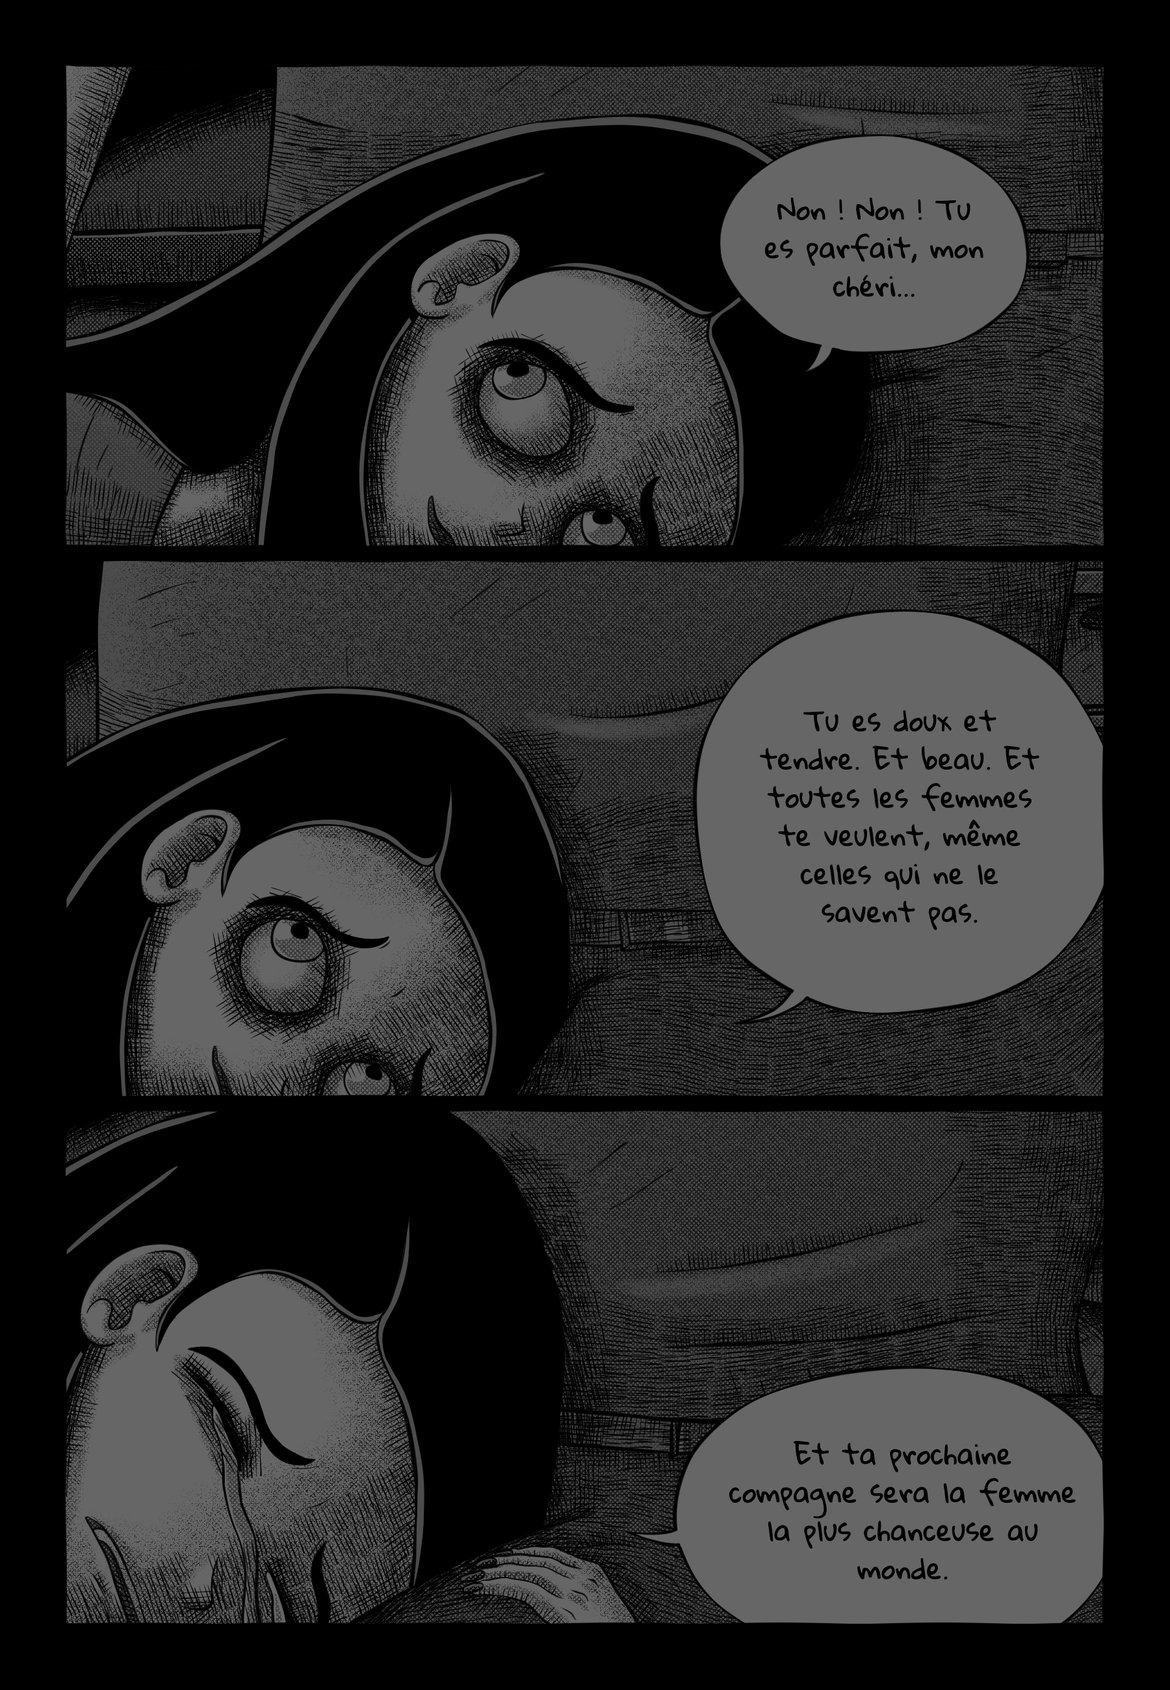 Non ! Non ! Tu
es parfait, mon
chéri...
Tu es doux et
tendre. Et beau. Et
toutes les femmes
te veulent, même
celles qui ne le
savent pas.
Et ta prochaine
compagne sera la femme
la plus chanceuse au
monde.